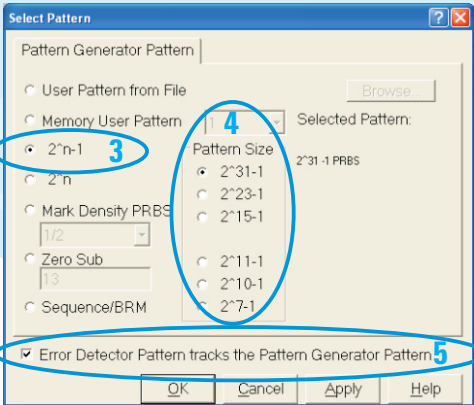 Select Pattern
Pattern Generator Pattern
User Pattern from File
Browse...
Memory User Pattern
1
4
Selected Pattern:
2^n-1
3
Pattern Size
2^31-1 PRBS
2^31-1
2^n
2^23-1
Mark Density PRBS
2^15-1
1/2
Zero Sub
2^11-1
13
2^10-1
Sequence/BRM
2^7-1
Error Detector Pattern tracks the Pattern Generator Pattern
5
OK
Cancel
Apply
Help